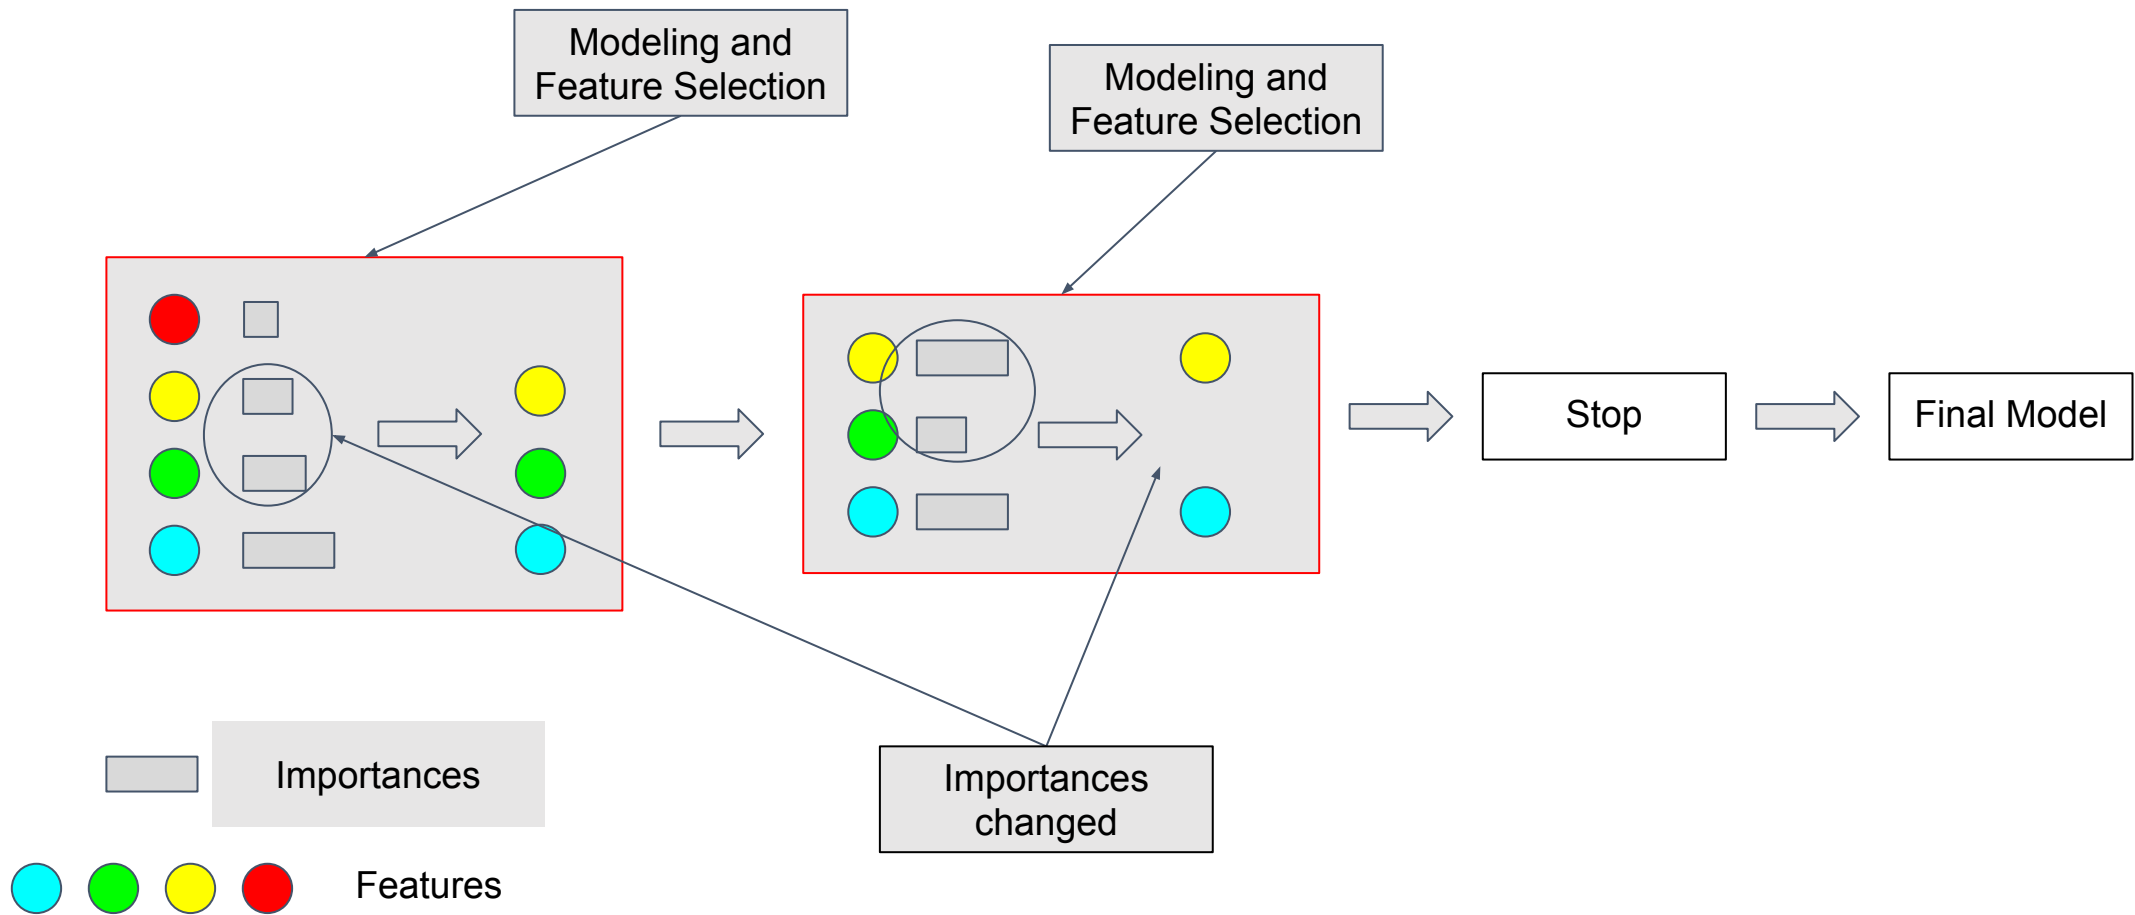 Modeling and
Feature Selection
Modeling and
Feature Selection
Stop
Final Model
Importances
Importances
changed
Features